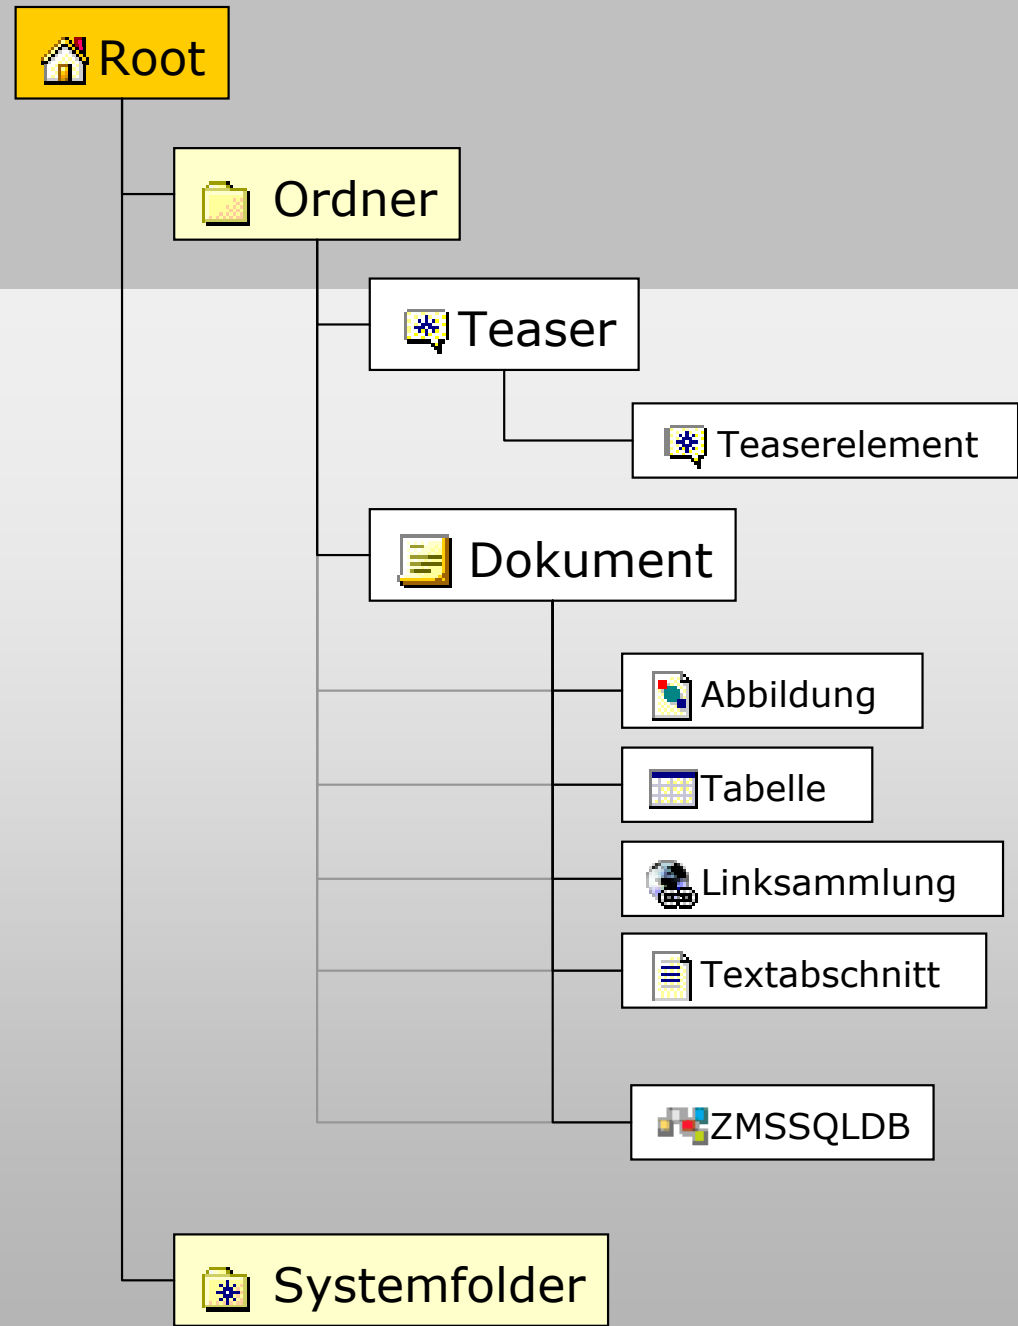 Root
Ordner
Teaser
Teaserelement
Dokument
Abbildung
Tabelle
Linksammlung
Textabschnitt
ZMSSQLDB
Systemfolder